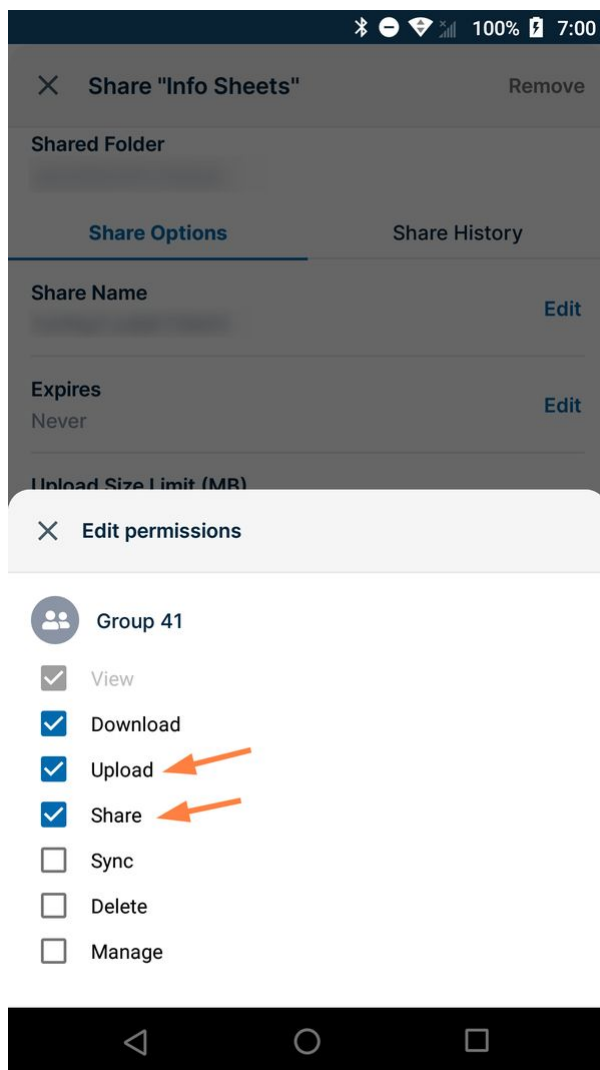 100% 7:00
Share "Info Sheets" Remove
Shared Folder
Share Options Share History
Share Name
Edit
Expires
Never
Edit
Upload Size Limit (MB)
Edit permissions
Group 41
View
Download
Upload
Share
Sync
Delete
Manage